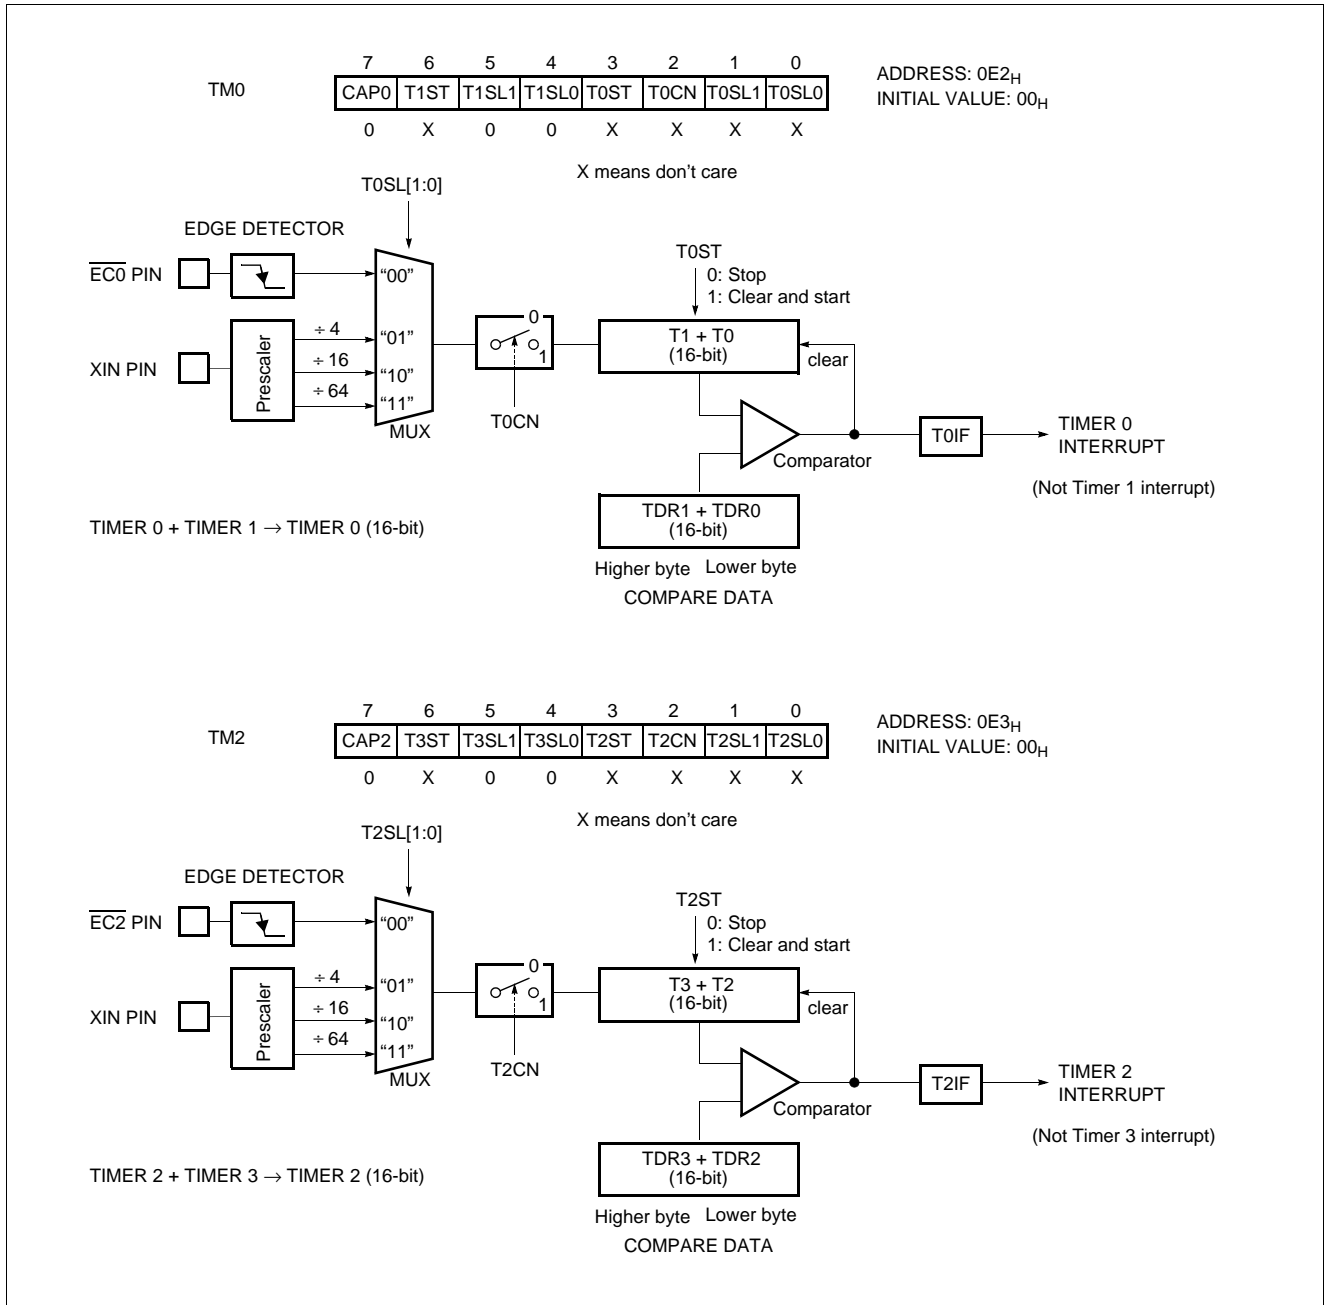 7 6 5 4 3 2 1 0
TM0 CAP0 T1ST T1SL1 T1SL0 T0ST T0CN T0SL1 T0SL0
ADDRESS: 0E2H
INITIAL VALUE: 00H
0 X 0 0 X X X X
X means don't care
T0SL[1:0]
EDGE DETECTOR
EC0 PIN
"00"
T0ST
0: Stop
1: Clear and start
XIN PIN
Prescaler
÷ 4
÷ 16
÷ 64
"01"
"10"
"11"
MUX
0
1
T0CN
T1 + T0
(16-bit)
clear
Comparator
T0IF
TIMER 0
INTERRUPT
(Not Timer 1 interrupt)
TIMER 0 + TIMER 1 → TIMER 0 (16-bit)
TDR1 + TDR0
(16-bit)
Higher byte Lower byte
COMPARE DATA
7 6 5 4 3 2 1 0
TM2 CAP2 T3ST T3SL1 T3SL0 T2ST T2CN T2SL1 T2SL0
ADDRESS: 0E3H
INITIAL VALUE: 00H
0 X 0 0 X X X X
X means don't care
T2SL[1:0]
EDGE DETECTOR
EC2 PIN
"00"
T2ST
0: Stop
1: Clear and start
XIN PIN
Prescaler
÷ 4
÷ 16
÷ 64
"01"
"10"
"11"
MUX
0
1
T2CN
T3 + T2
(16-bit)
clear
Comparator
T2IF
TIMER 2
INTERRUPT
(Not Timer 3 interrupt)
TIMER 2 + TIMER 3 → TIMER 2 (16-bit)
TDR3 + TDR2
(16-bit)
Higher byte Lower byte
COMPARE DATA